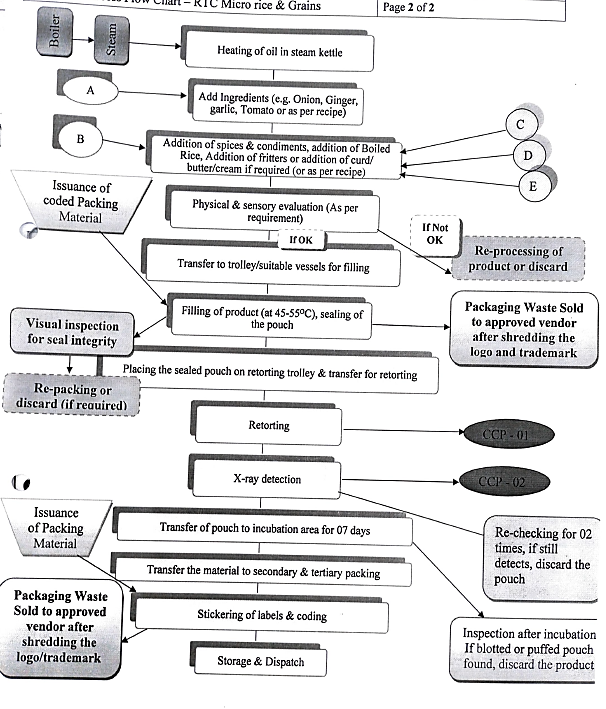 Flow Chart – RTC Micro rice & Grains
Page 2 of 2
Boiler
Steam
Heating of oil in steam kettle
A
Add Ingredients (e.g. Onion, Ginger,
garlic, Tomato or as per recipe)
B
Addition of spices & condiments, addition of Boiled
Rice, Addition of fritters or addition of curd/
butter/cream if required (or as per recipe)
C
D
E
Issuance of
coded Packing
Material
Physical & sensory evaluation (As per
requirement)
If OK
If Not
OK
Re-processing of
product or discard
Transfer to trolley/suitable vessels for filling
Filling of product (at 45-55°C), sealing of
the pouch
Visual inspection
for seal integrity
Packaging Waste Sold
to approved vendor
after shredding the
logo and trademark
Placing the sealed pouch on retorting trolley & transfer for retorting
Re-packing or
discard (if required)
Retorting
CCP - 01
X-ray detection
CCP - 02
Issuance
of Packing
Material
Transfer of pouch to incubation area for 07 days
Re-checking for 02
times, if still
detects, discard the
pouch
Transfer the material to secondary & tertiary packing
Packaging Waste
Sold to approved
vendor after
shredding the
logo/trademark
Stickering of labels & coding
Inspection after incubation
If blotted or puffed pouch
found, discard the product
Storage & Dispatch